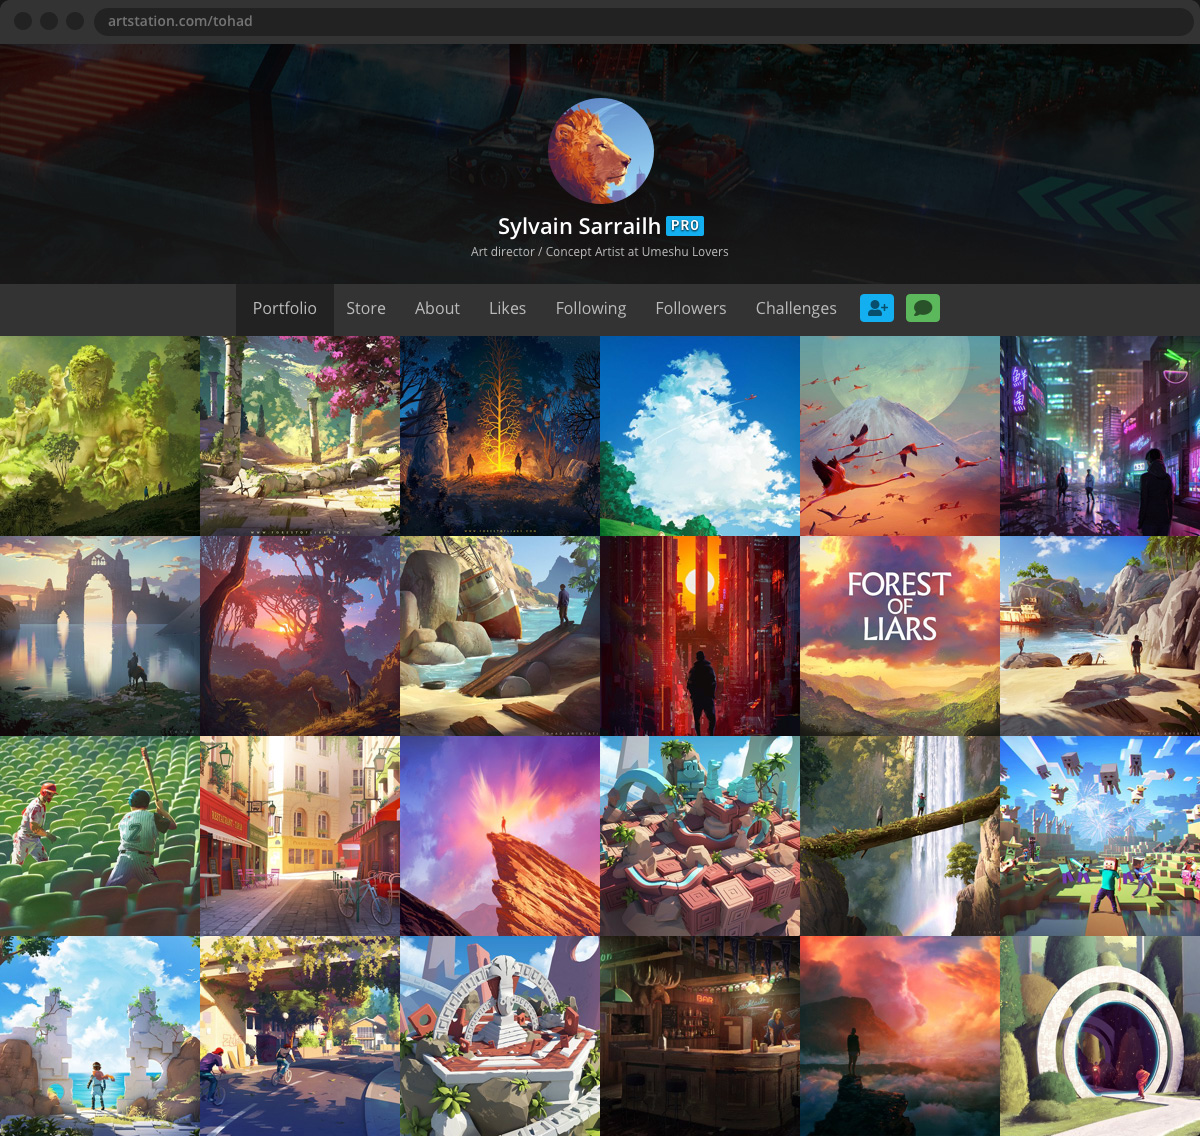 artstation.com/tohad
Sylvain Sarrailh PRO
Art director / Concept Artist at Umeshu Lovers
Portfolio Store About Likes Following Followers Challenges
FOREST
OF
LIARS
BAR